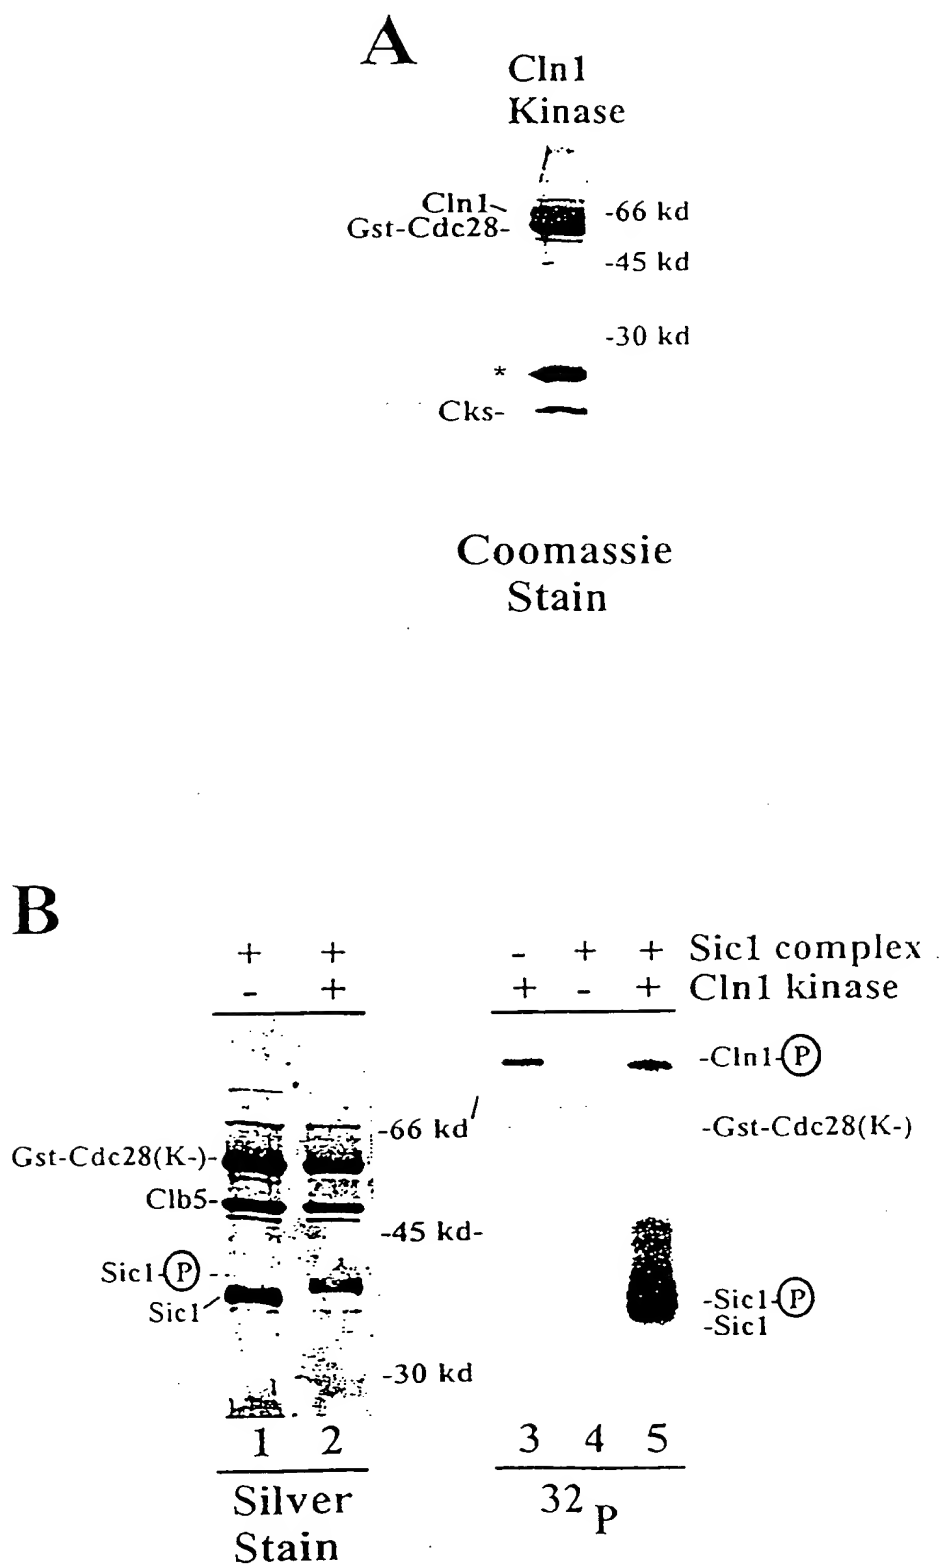 A
Cln1
Kinase
Cln1
Gst-Cdc28-
-66 kd
-45 kd
-30 kd
*
Cks-
Coomassie
Stain
B
+ + - + + Sic1 complex
- + + - + Cln1 kinase
-Cln1-P
-66 kd
-Gst-Cdc28(K-)
Gst-Cdc28(K-)-
Clb5-
-45 kd-
Sic1-P -
Sic1
-Sic1-P
-Sic1
-30 kd
1 2 3 4 5
Silver
Stain
32P